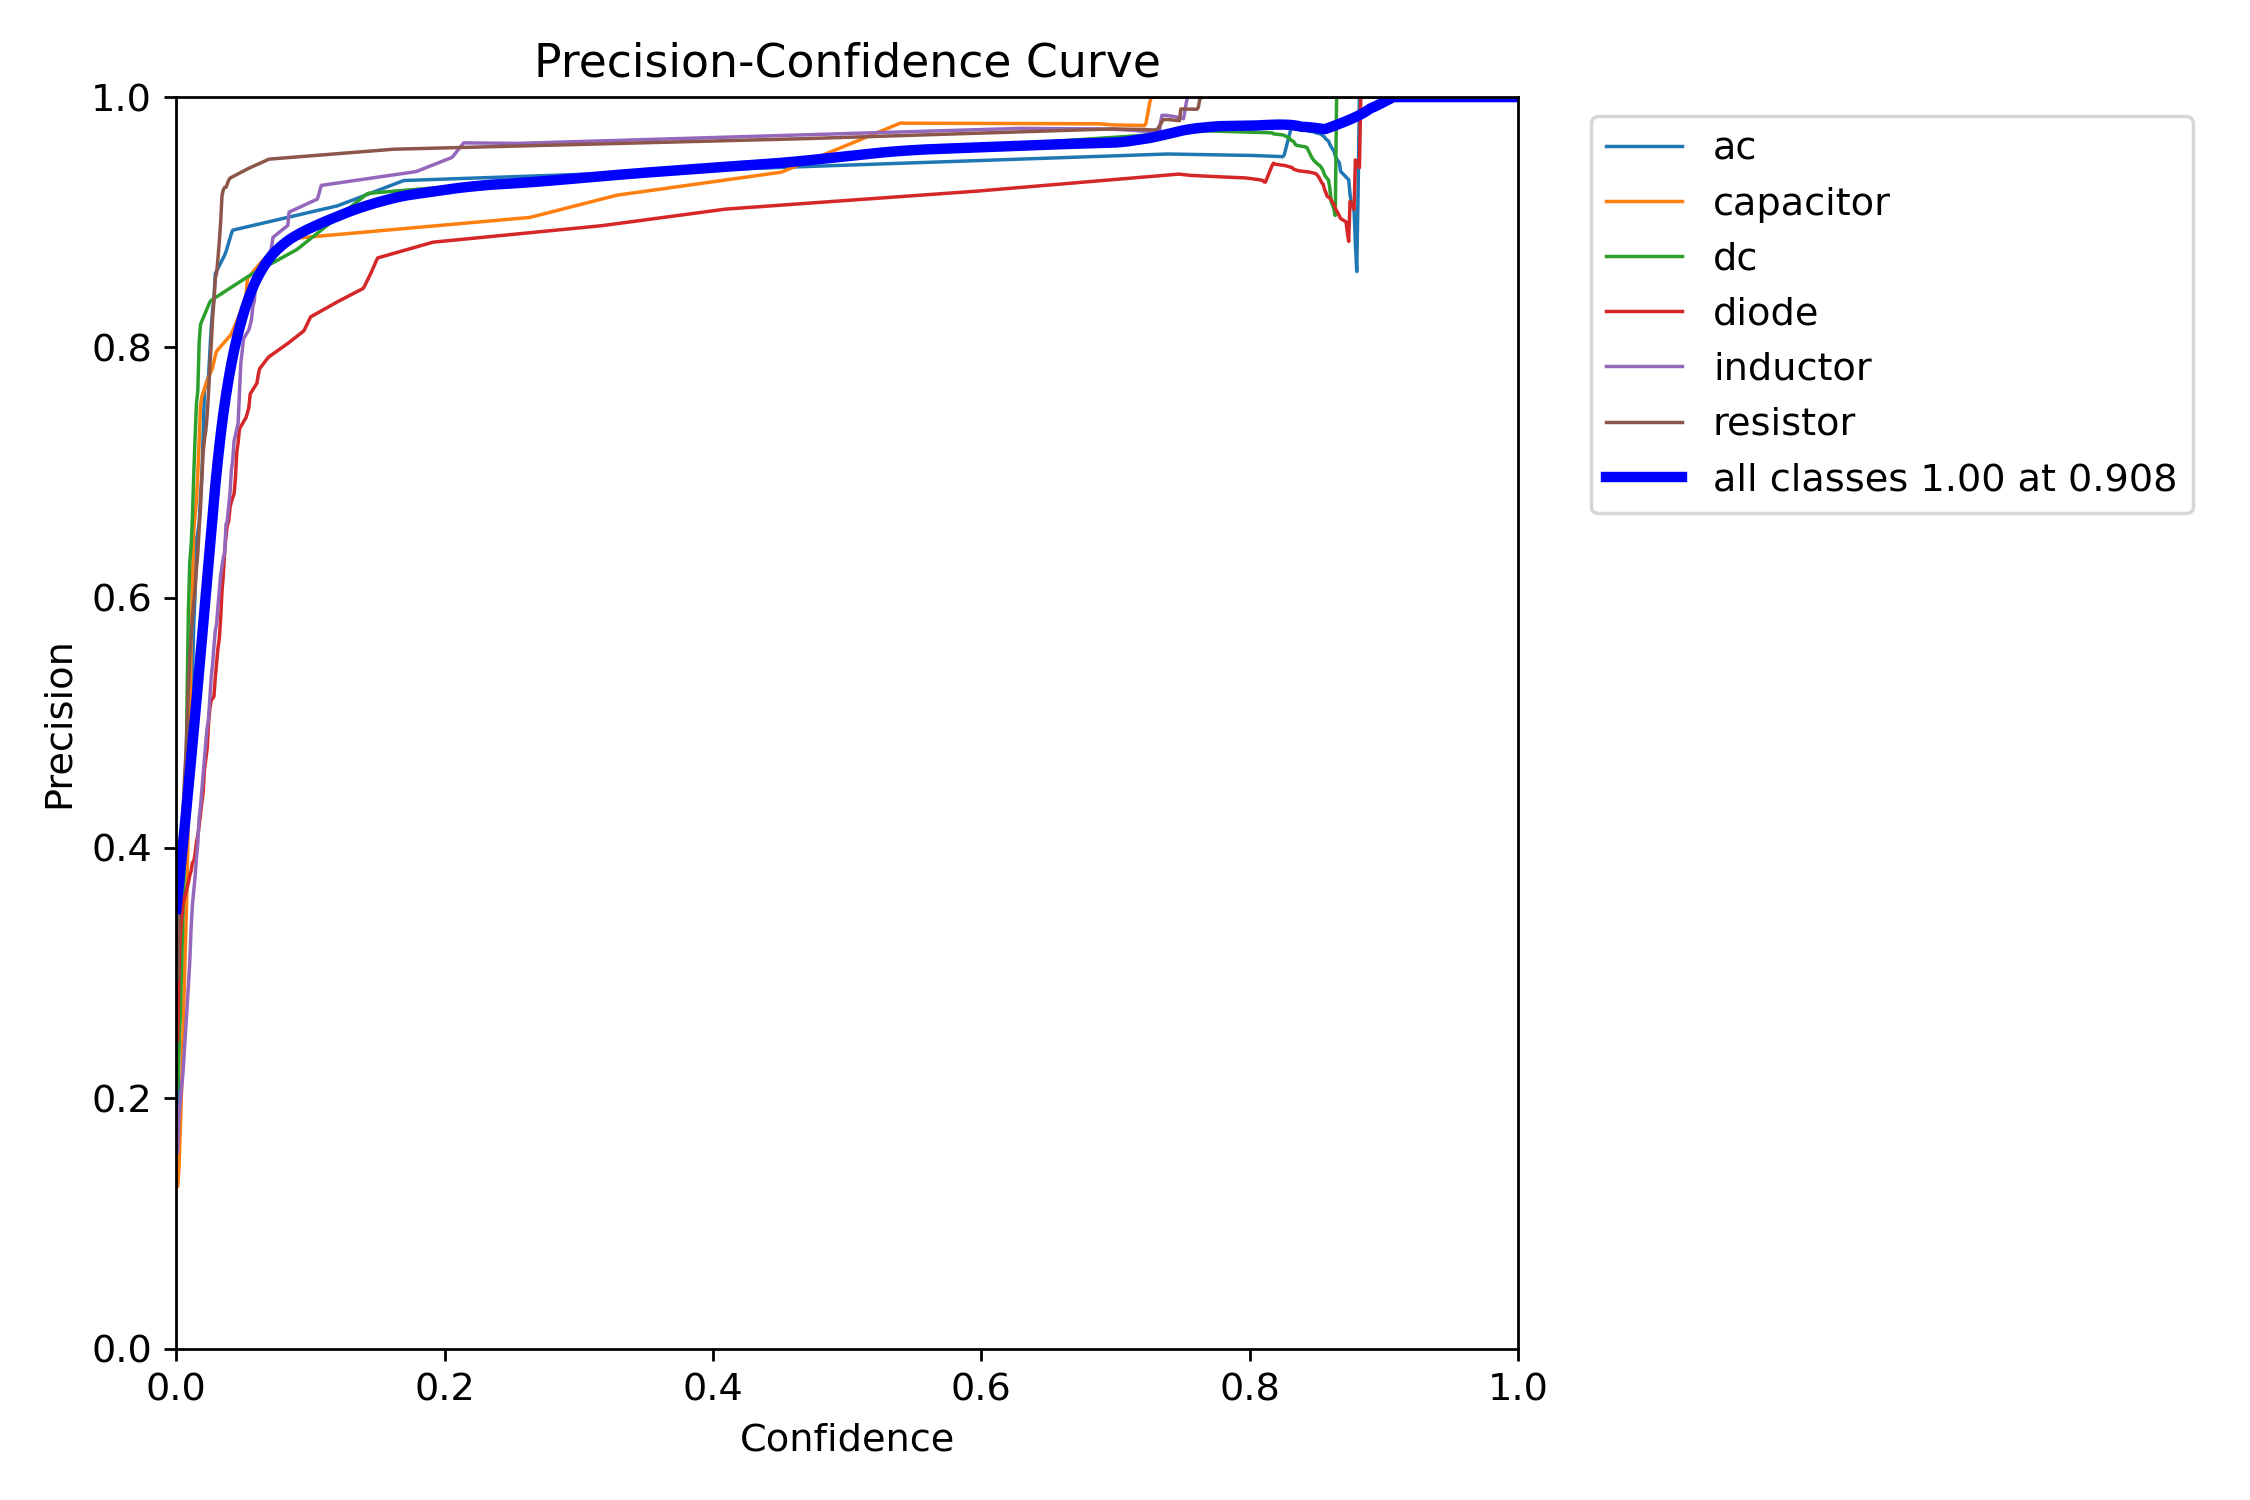 Precision-Confidence Curve
1.0
0.8
0.6
0.4
0.2
0.0
Precision
0.0 0.2 0.4 0.6 0.8 1.0
Confidence
ac
capacitor
dc
diode
inductor
resistor
all classes 1.00 at 0.908